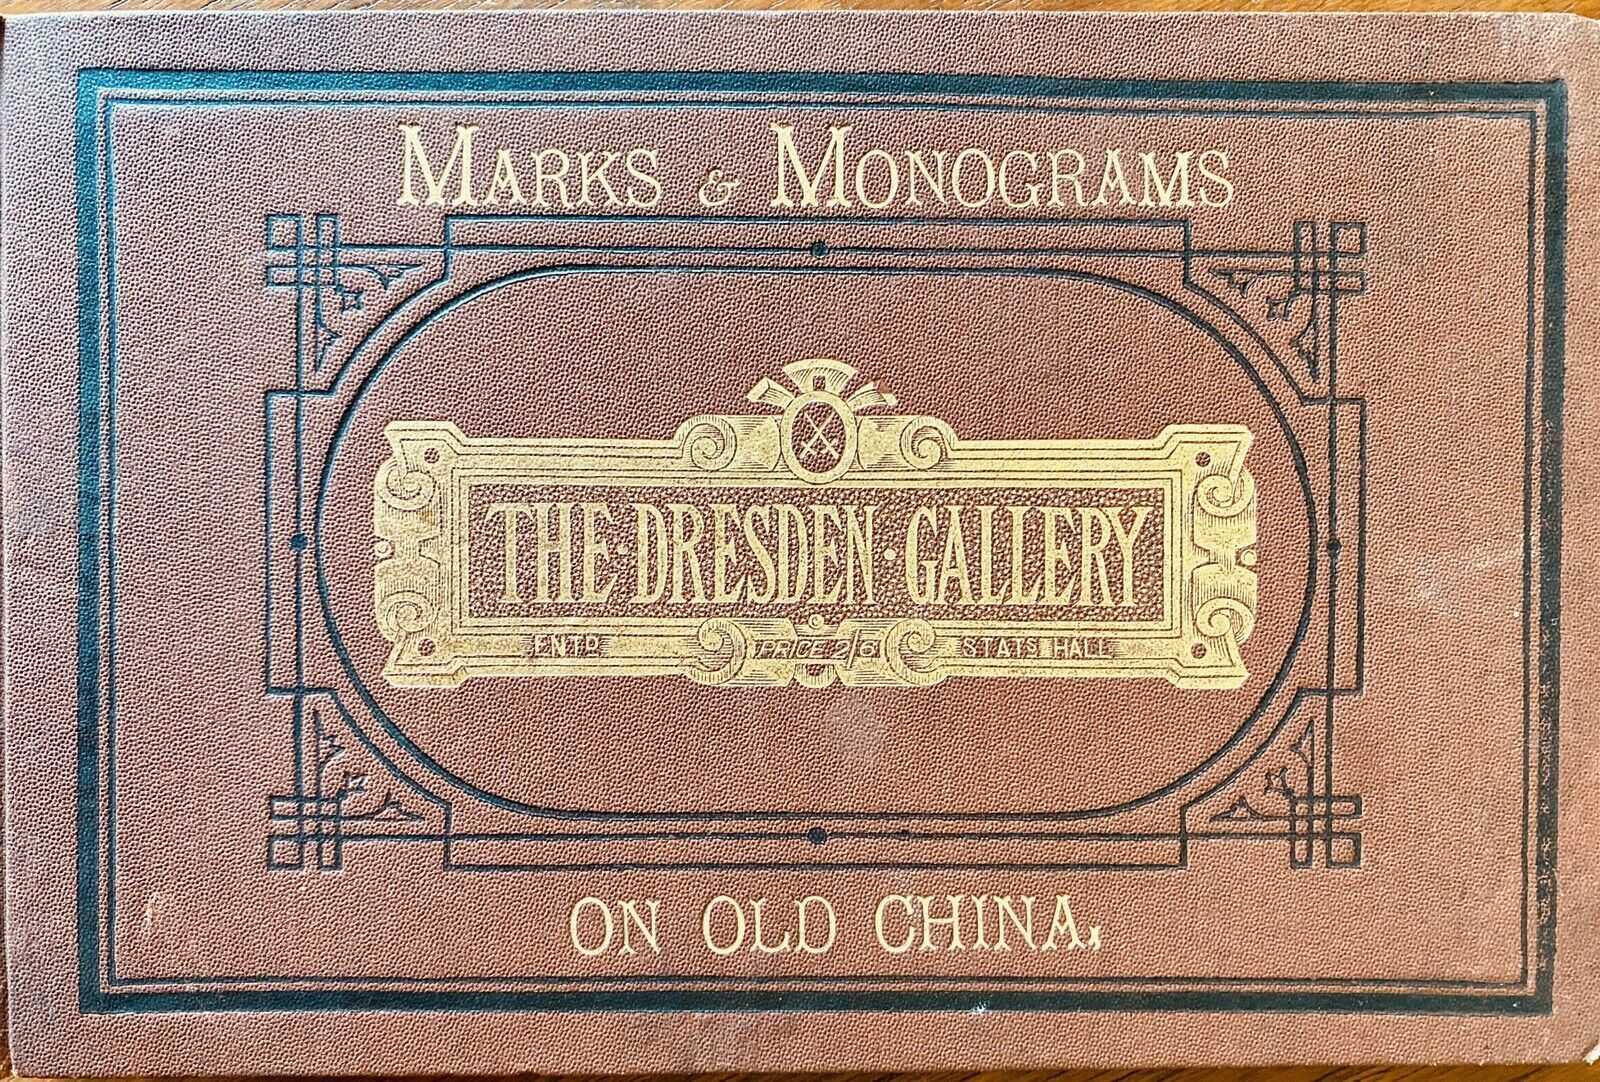 MARKS & MONOGRAMS
THE·DRESDEN·GALLERY
ENTD PRICE 2/6 STATS HALL
ON OLD CHINA.